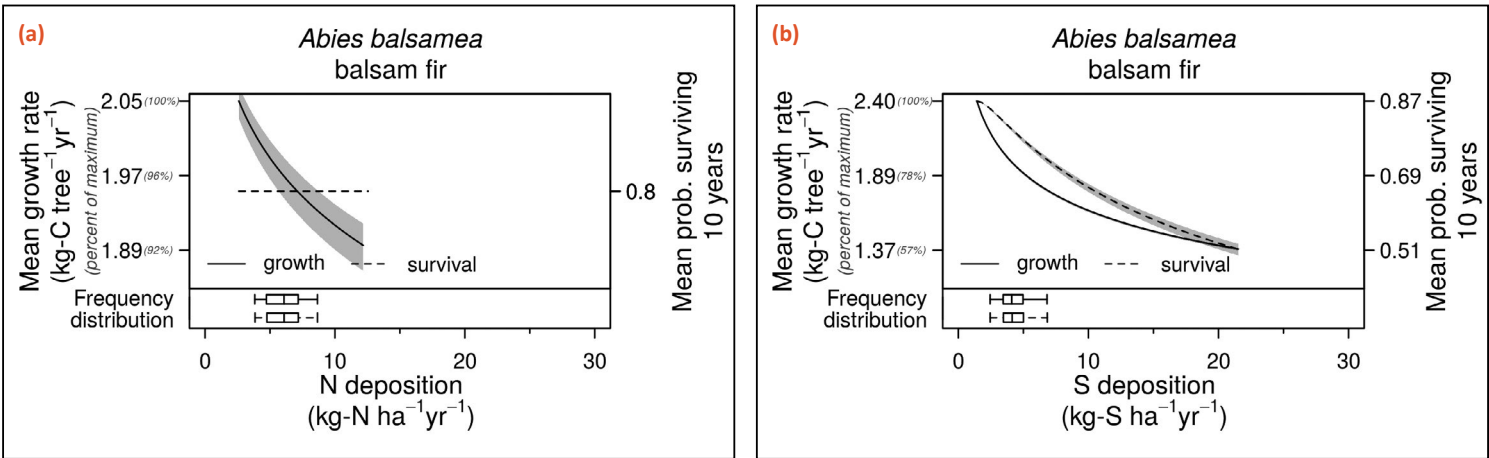 (a)
Abies balsamea
balsam fir
Mean growth rate
(kg-C tree⁻¹yr⁻¹)
(percent of maximum)
2.05 (100%)
1.97 (96%)
1.89 (92%)
growth
survival
0.8
Mean prob. surviving
10 years
Frequency
distribution
0 10 20 30
N deposition
(kg-N ha⁻¹yr⁻¹)
(b)
Abies balsamea
balsam fir
Mean growth rate
(kg-C tree⁻¹yr⁻¹)
(percent of maximum)
2.40 (100%)
1.89 (78%)
1.37 (57%)
growth
survival
0.87
0.69
0.51
Mean prob. surviving
10 years
Frequency
distribution
0 10 20 30
S deposition
(kg-S ha⁻¹yr⁻¹)